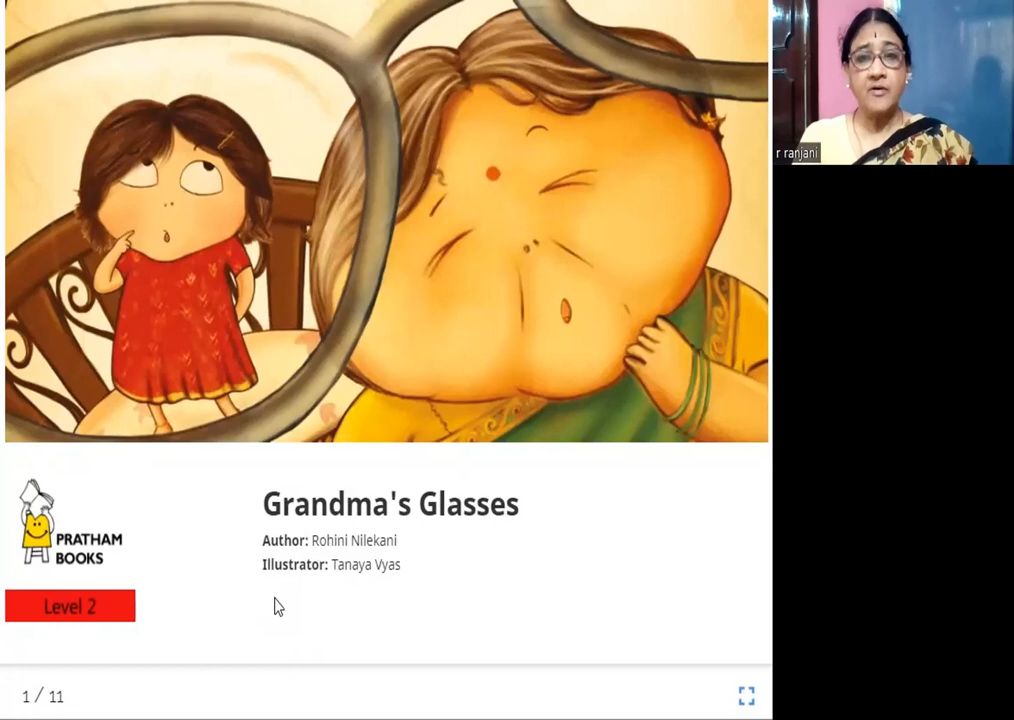 r ranjani
PRATHAM
BOOKS
Level 2
Grandma's Glasses
Author: Rohini Nilekani
Illustrator: Tanaya Vyas
1 / 11